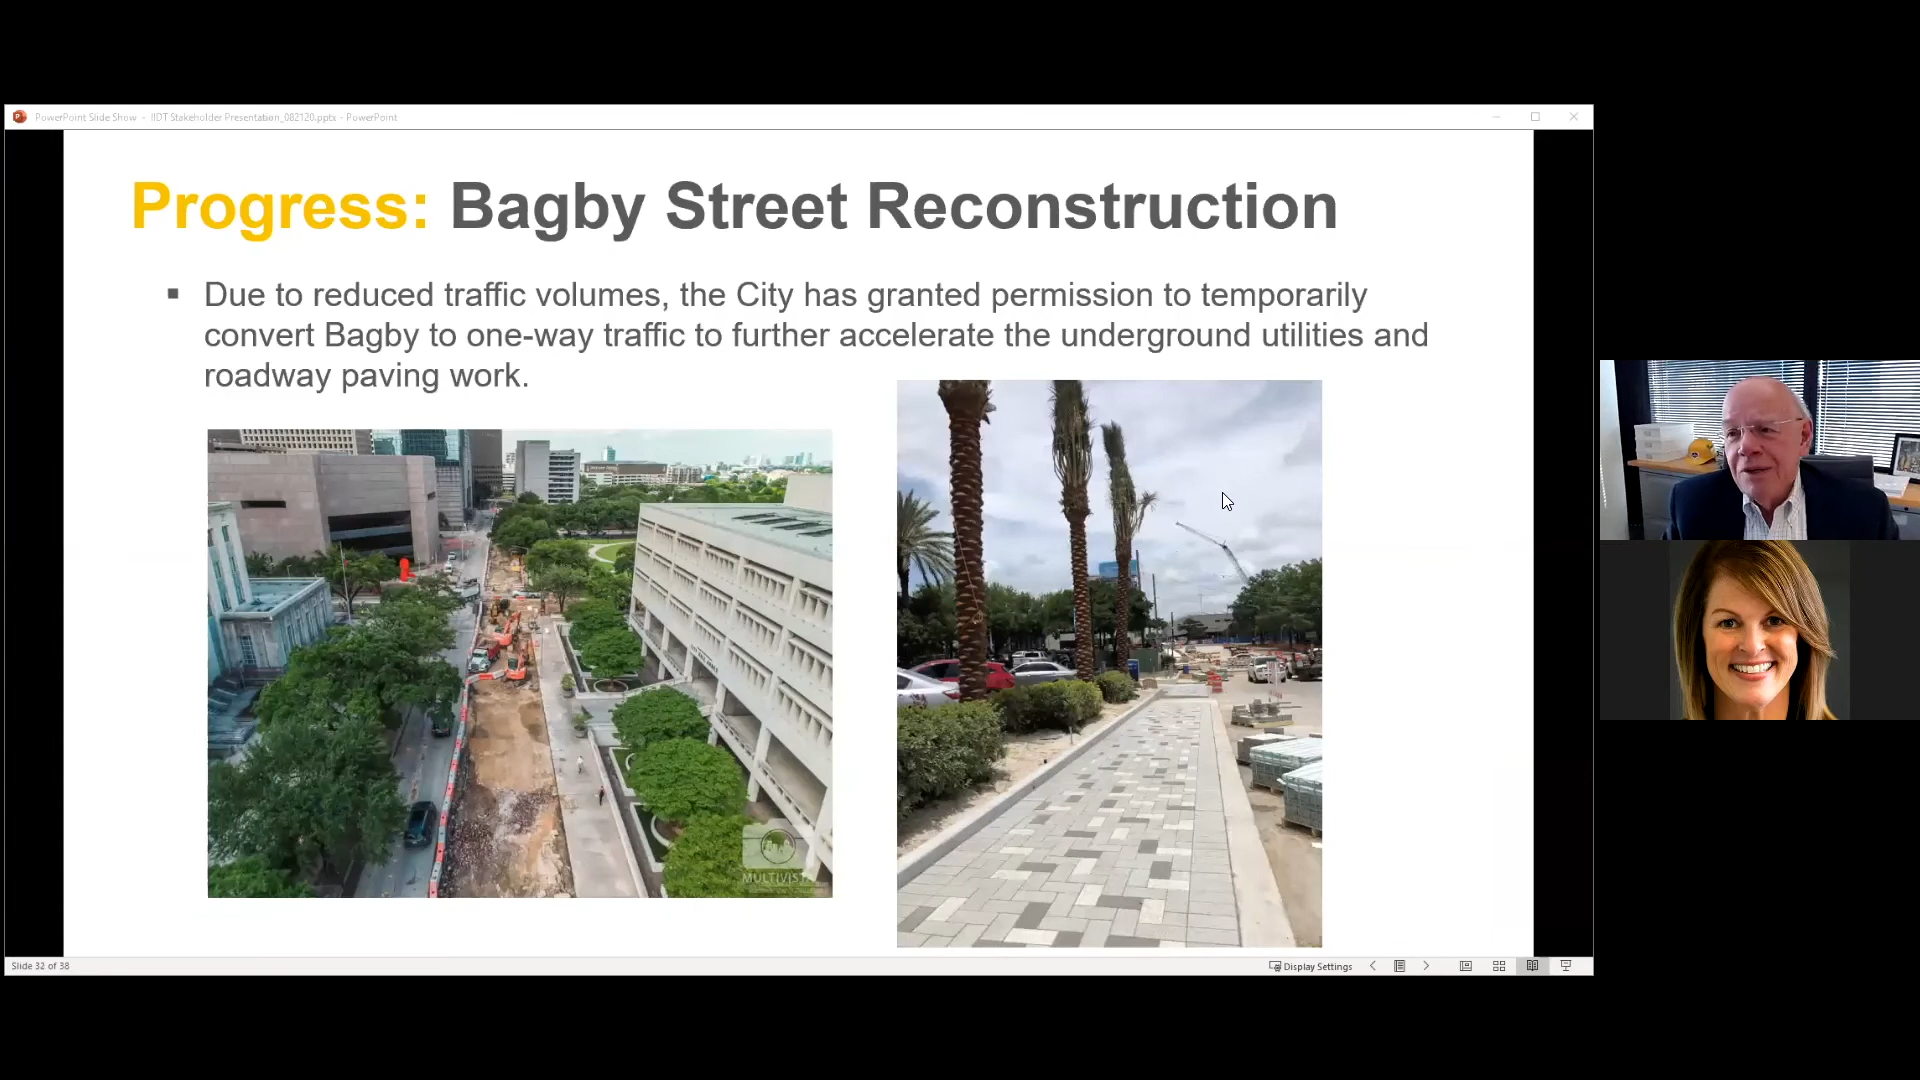 PowerPoint Slide Show - !IDT Stakeholder Presentation_082120.pptx - PowerPoint
Progress: Bagby Street Reconstruction
▪ Due to reduced traffic volumes, the City has granted permission to temporarily
convert Bagby to one-way traffic to further accelerate the underground utilities and
roadway paving work.
MULTIVISTA
Slide 32 of 38
Display Settings